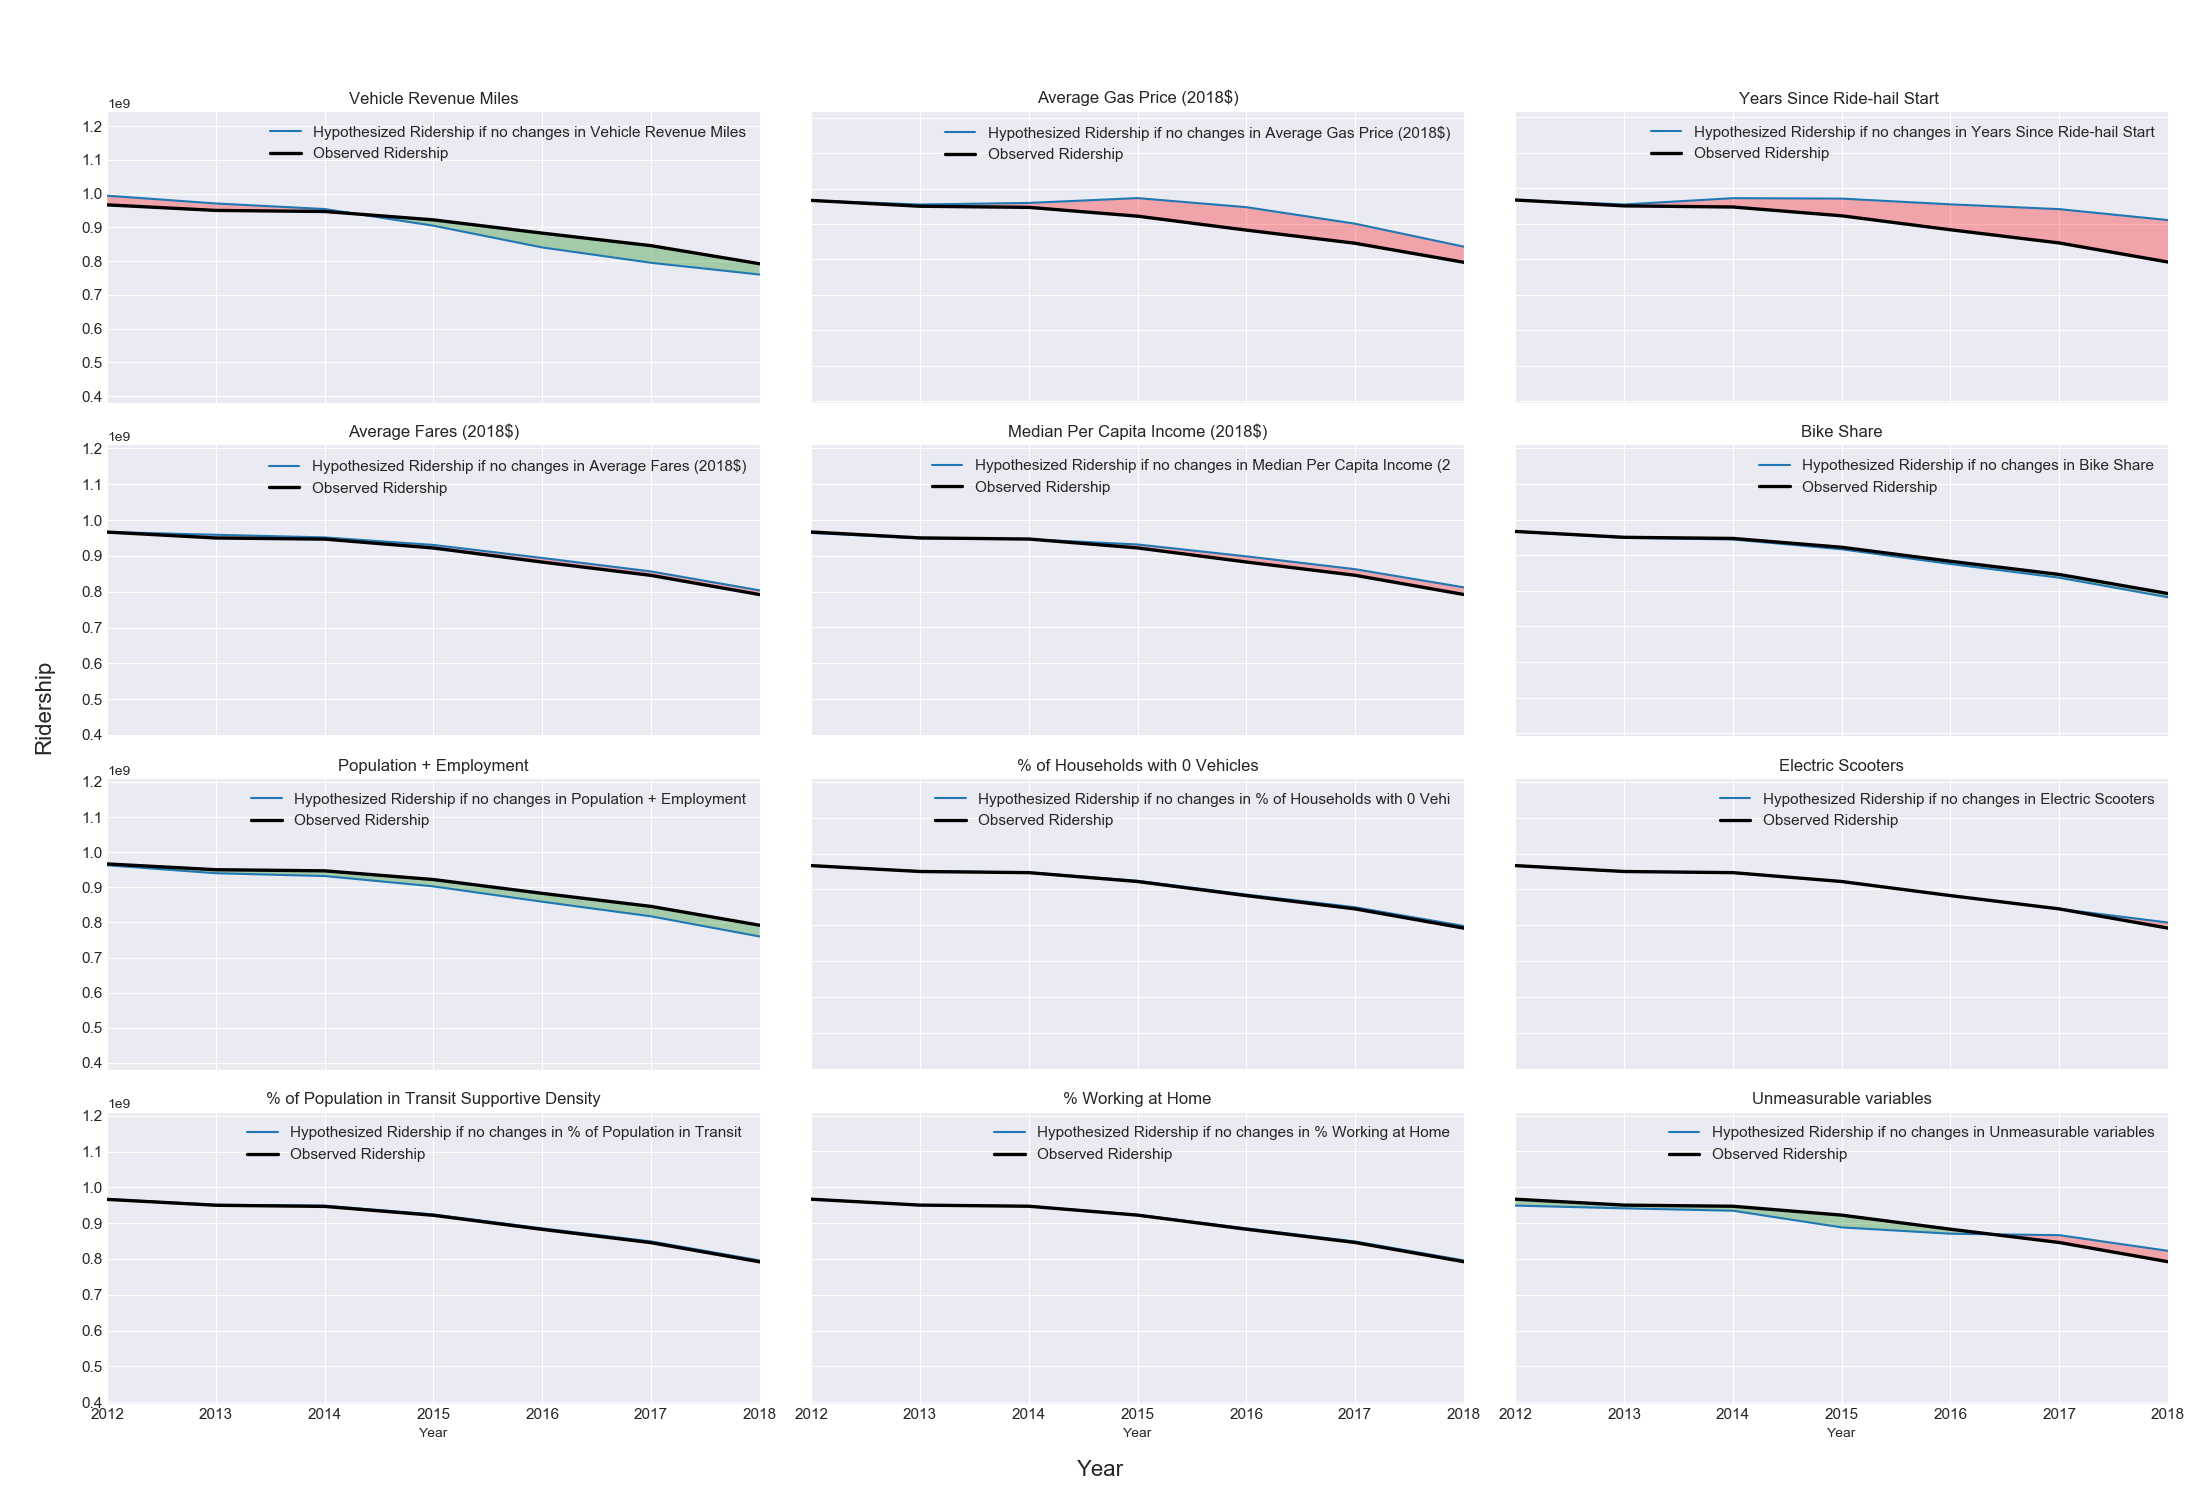 Vehicle Revenue Miles
1e9
Hypothesized Ridership if no changes in Vehicle Revenue Miles
Observed Ridership
1.2
1.1
1.0
0.9
0.8
0.7
0.6
0.5
0.4
Average Gas Price (2018$)
Hypothesized Ridership if no changes in Average Gas Price (2018$)
Observed Ridership
Years Since Ride-hail Start
Hypothesized Ridership if no changes in Years Since Ride-hail Start
Observed Ridership
Average Fares (2018$)
1e9
Hypothesized Ridership if no changes in Average Fares (2018$)
Observed Ridership
1.2
1.1
1.0
0.9
0.8
0.7
0.6
0.5
0.4
Median Per Capita Income (2018$)
Hypothesized Ridership if no changes in Median Per Capita Income (2
Observed Ridership
Bike Share
Hypothesized Ridership if no changes in Bike Share
Observed Ridership
Ridership
Population + Employment
1e9
Hypothesized Ridership if no changes in Population + Employment
Observed Ridership
1.2
1.1
1.0
0.9
0.8
0.7
0.6
0.5
0.4
% of Households with 0 Vehicles
Hypothesized Ridership if no changes in % of Households with 0 Vehi
Observed Ridership
Electric Scooters
Hypothesized Ridership if no changes in Electric Scooters
Observed Ridership
% of Population in Transit Supportive Density
1e9
Hypothesized Ridership if no changes in % of Population in Transit
Observed Ridership
1.2
1.1
1.0
0.9
0.8
0.7
0.6
0.5
0.4
2012 2013 2014 2015 2016 2017 2018
Year
% Working at Home
Hypothesized Ridership if no changes in % Working at Home
Observed Ridership
2012 2013 2014 2015 2016 2017 2018
Year
Unmeasurable variables
Hypothesized Ridership if no changes in Unmeasurable variables
Observed Ridership
2012 2013 2014 2015 2016 2017 2018
Year
Year